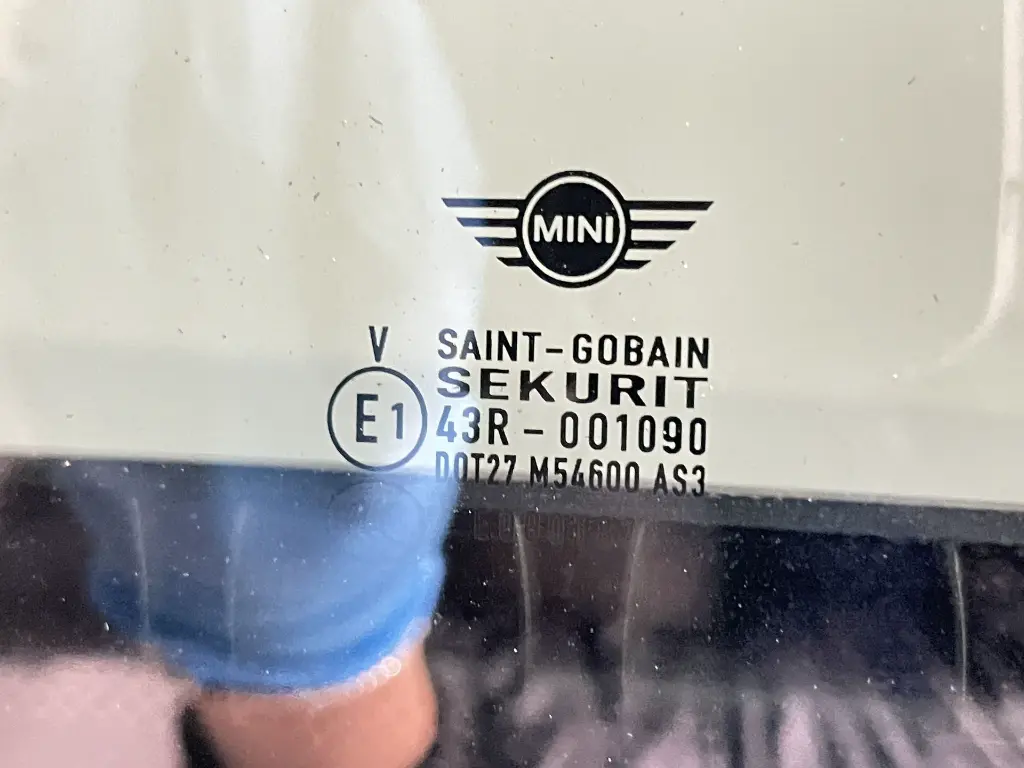 MINI
V
SAINT-GOBAIN
SEKURIT
E1
43R-001090
DOT27 M54600 AS3